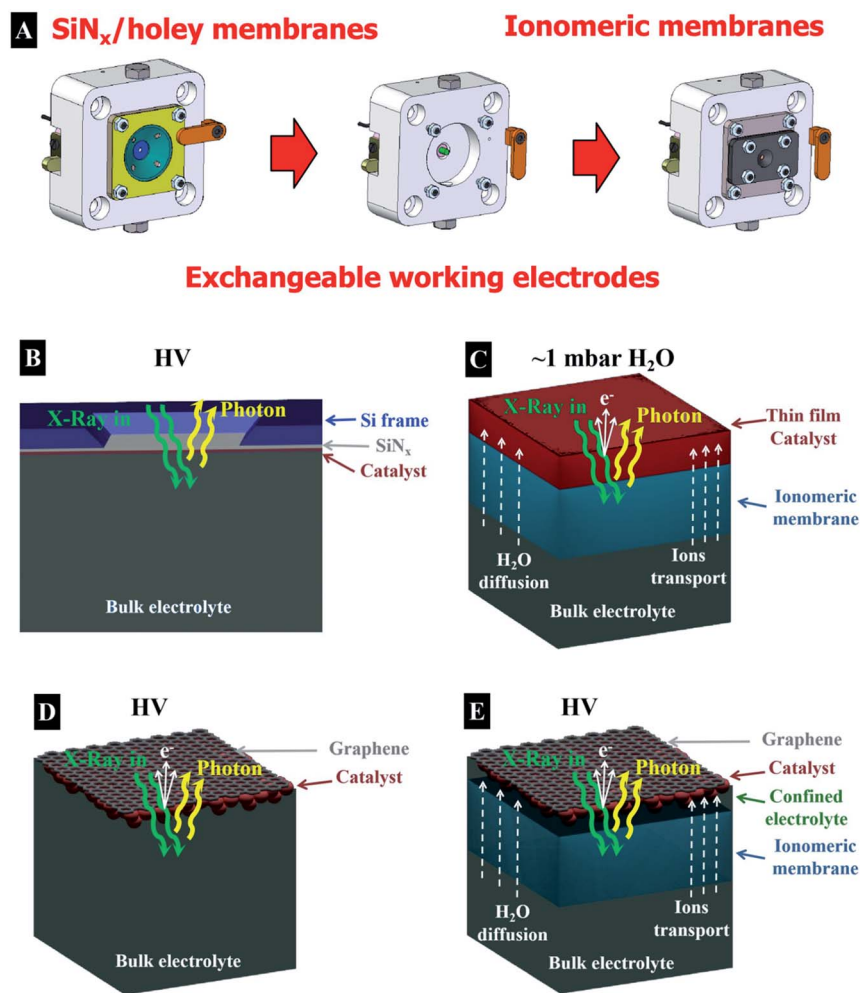 A
SiNx/holey membranes
Ionomeric membranes
Exchangeable working electrodes
B
HV
X-Ray in
Photon
Si frame
SiNx
Catalyst
Bulk electrolyte
C
~1 mbar H2O
X-Ray in
e-
Photon
Thin film
Catalyst
Ionomeric
membrane
H2O
diffusion
Ions
transport
Bulk electrolyte
D
HV
X-Ray in
e-
Photon
Graphene
Catalyst
Bulk electrolyte
E
HV
X-Ray in
e-
Photon
Graphene
Catalyst
Confined
electrolyte
Ionomeric
membrane
H2O
diffusion
Ions
transport
Bulk electrolyte